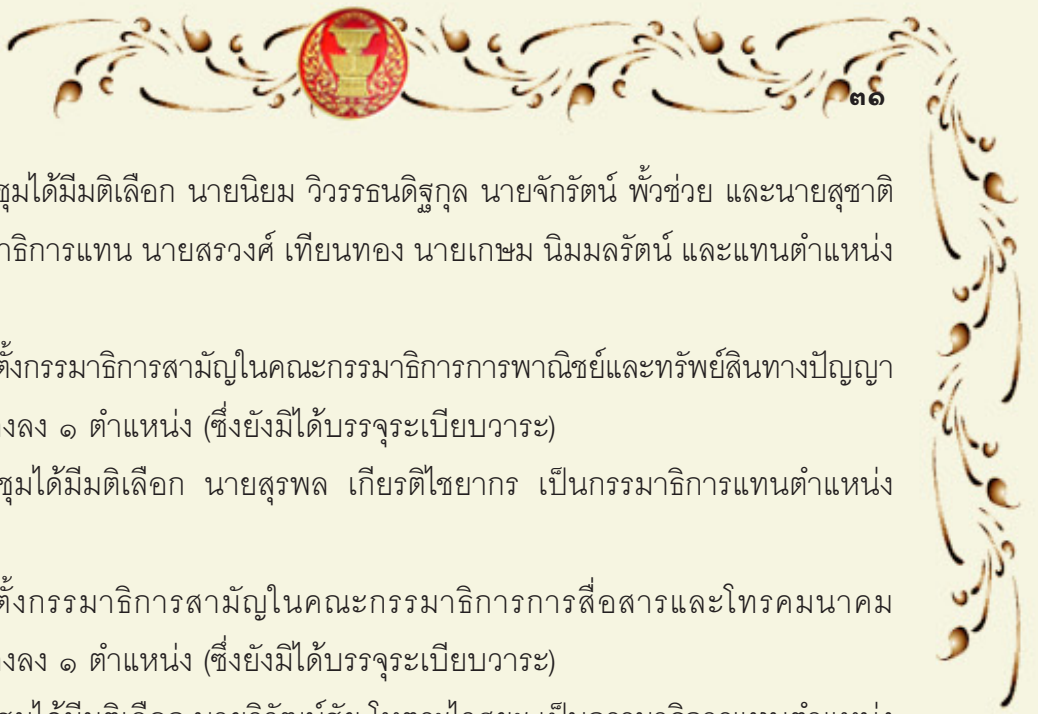 ๓๑
ชุมได้มีมติเลือก นายนิยม วิวรรธนดิฐกุล นายจักรัตน์ พั้วช่วย และนายสุชาติ
าธิการแทน นายสรวงศ์ เทียนทอง นายเกษม นิมมลรัตน์ และแทนตำแหน่ง
ตั้งกรรมาธิการสามัญในคณะกรรมาธิการการพาณิชย์และทรัพย์สินทางปัญญา
งลง ๑ ตำแหน่ง (ซึ่งยังมิได้บรรจุระเบียบวาระ)
ชุมได้มีมติเลือก นายสุรพล เกียรติไชยากร เป็นกรรมาธิการแทนตำแหน่ง
ตั้งกรรมาธิการสามัญในคณะกรรมาธิการการสื่อสารและโทรคมนาคม
งลง ๑ ตำแหน่ง (ซึ่งยังมิได้บรรจุระเบียบวาระ)